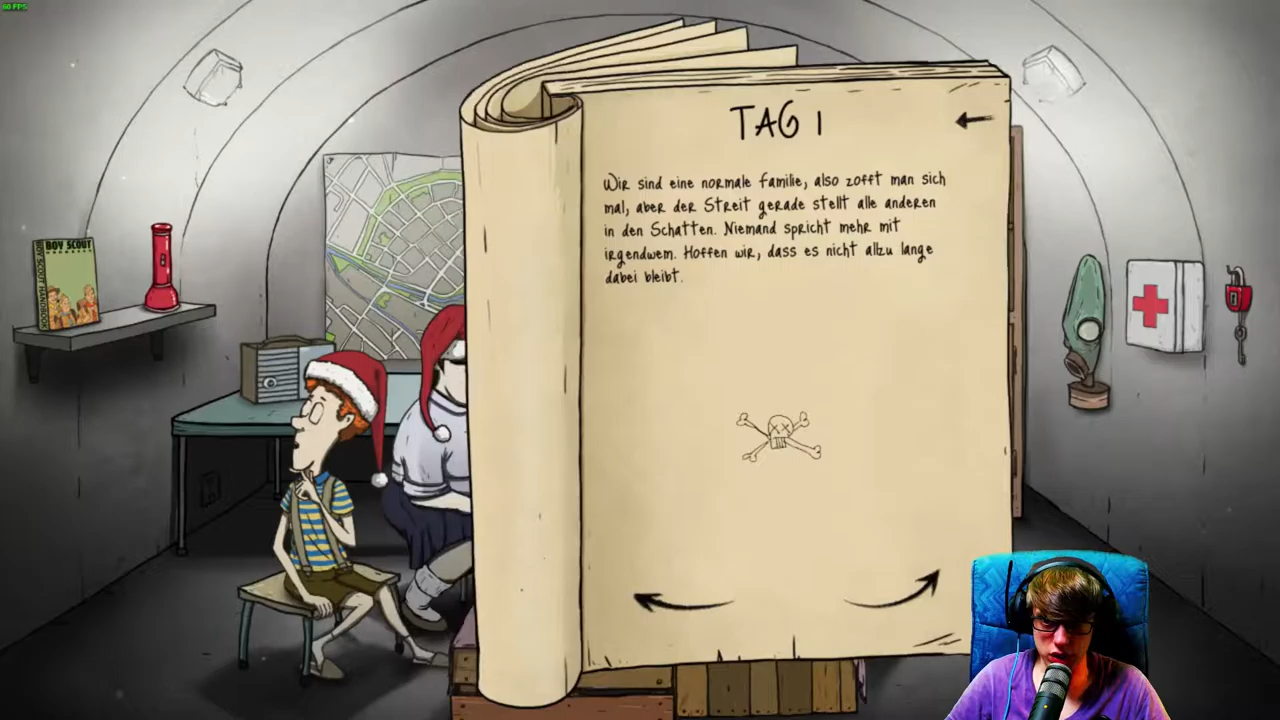 60 FPS
BOY SCOUT
TAG 1
Wir sind eine normale Familie, also zofft man sich
mal, aber der Streit gerade stellt alle anderen
in den Schatten. Niemand spricht mehr mit
irgendwem. Hoffen wir, dass es nicht allzu lange
dabei bleibt.